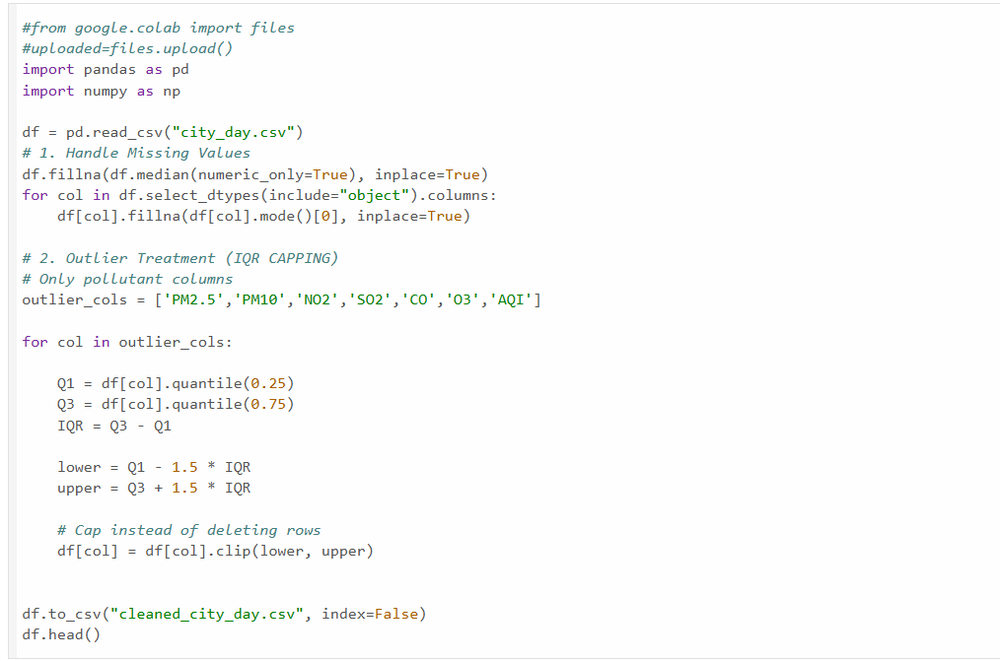 #from google.colab import files
#uploaded=files.upload()
import pandas as pd
import numpy as np
df = pd.read_csv("city_day.csv")
# 1. Handle Missing Values
df.fillna(df.median(numeric_only=True), inplace=True)
for col in df.select_dtypes(include="object").columns:
    df[col].fillna(df[col].mode()[0], inplace=True)
# 2. Outlier Treatment (IQR CAPPING)
# Only pollutant columns
outlier_cols = ['PM2.5','PM10','NO2','SO2','CO','O3','AQI']
for col in outlier_cols:
    Q1 = df[col].quantile(0.25)
    Q3 = df[col].quantile(0.75)
    IQR = Q3 - Q1
    lower = Q1 - 1.5 * IQR
    upper = Q3 + 1.5 * IQR
    # Cap instead of deleting rows
    df[col] = df[col].clip(lower, upper)
df.to_csv("cleaned_city_day.csv", index=False)
df.head()